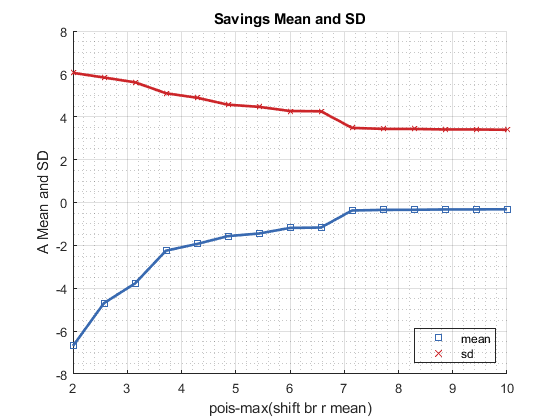 Savings Mean and SD
8
6
4
2
0
-2
-4
-6
-8
A Mean and SD
mean
sd
2 3 4 5 6 7 8 9 10
pois-max(shift br r mean)